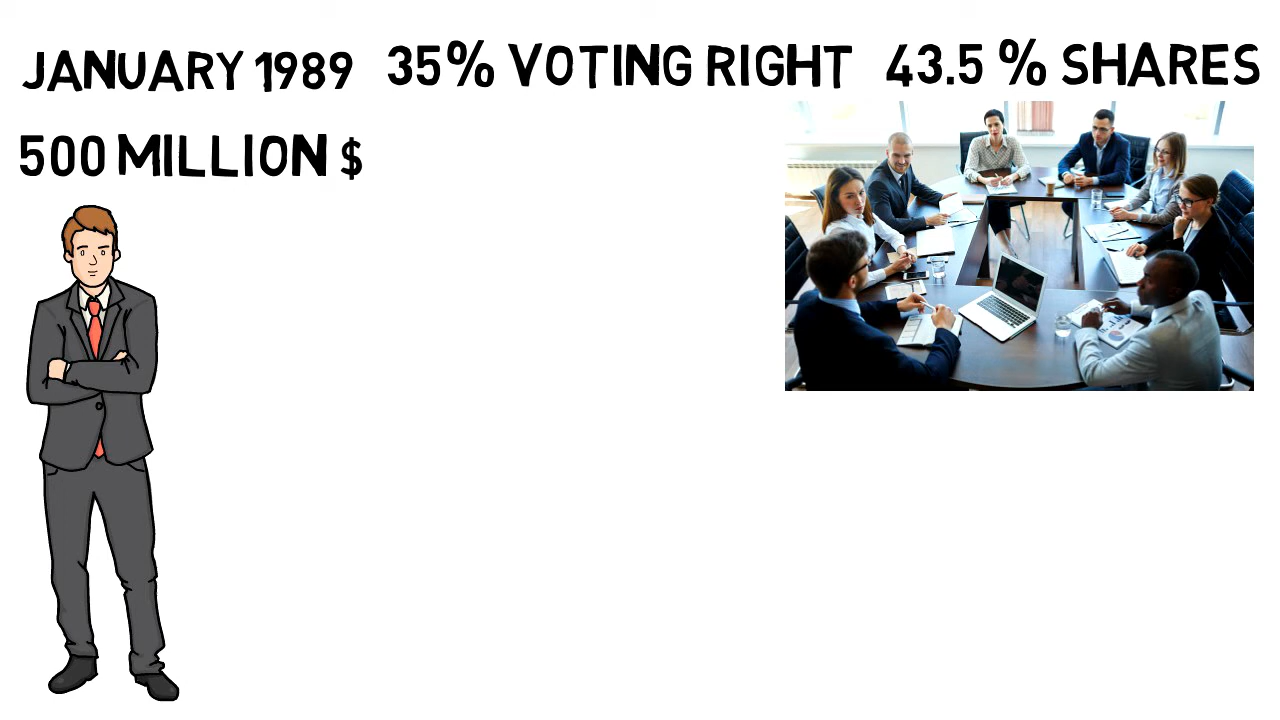 JANUARY 1989
35% VOTING RIGHT
43.5 % SHARES
500 MILLION $